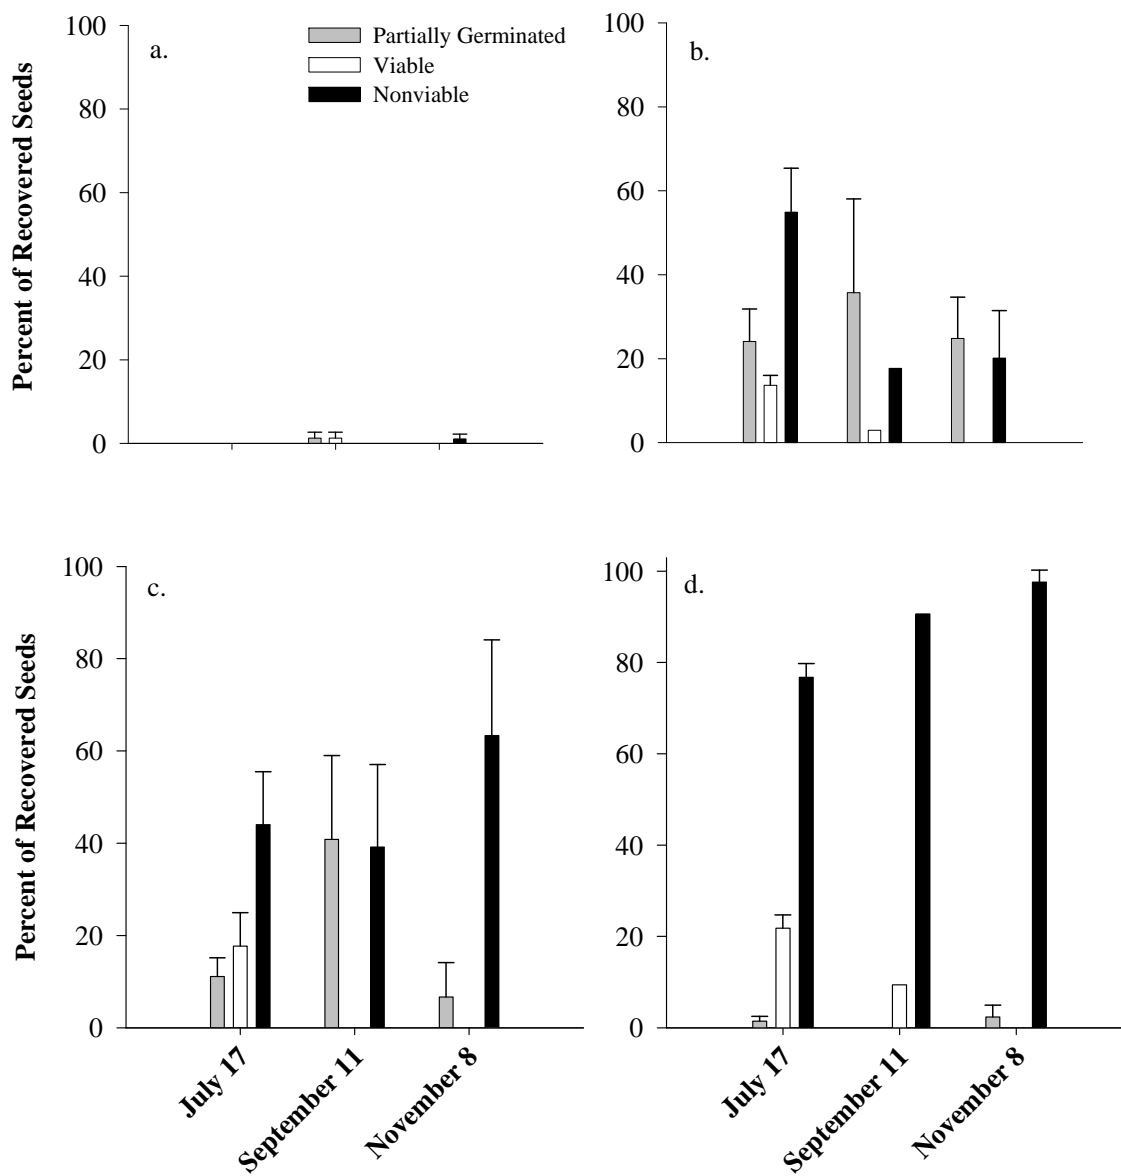 a.
Partially Germinated
Viable
Nonviable
Percent of Recovered Seeds
100
80
60
40
20
0
b.
100
80
60
40
20
0
c.
Percent of Recovered Seeds
100
80
60
40
20
0
July 17
September 11
November 8
d.
100
80
60
40
20
0
July 17
September 11
November 8